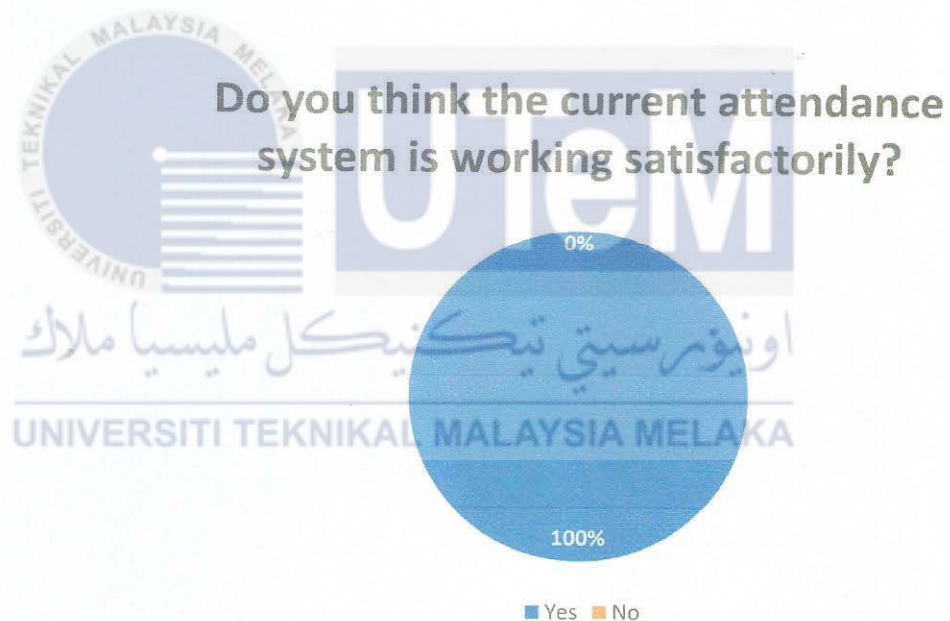 UNIVERSITI TEKNIKAL MALAYSIA MELAKA
UTeM
Do you think the current attendance
system is working satisfactorily?
0%
اونيۏرسيتي تيكنيكل مليسيا ملاك
UNIVERSITI TEKNIKAL MALAYSIA MELAKA
100%
Yes No